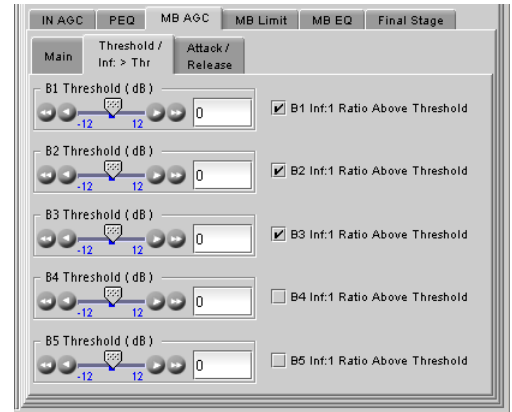 IN AGC PEQ MB AGC MB Limit MB EQ Final Stage
Main Threshold / Inf: > Thr Attack / Release
B1 Threshold ( dB )
-12 12 0 B1 Inf:1 Ratio Above Threshold
B2 Threshold ( dB )
-12 12 0 B2 Inf:1 Ratio Above Threshold
B3 Threshold ( dB )
-12 12 0 B3 Inf:1 Ratio Above Threshold
B4 Threshold ( dB )
-12 12 0 B4 Inf:1 Ratio Above Threshold
B5 Threshold ( dB )
-12 12 0 B5 Inf:1 Ratio Above Threshold